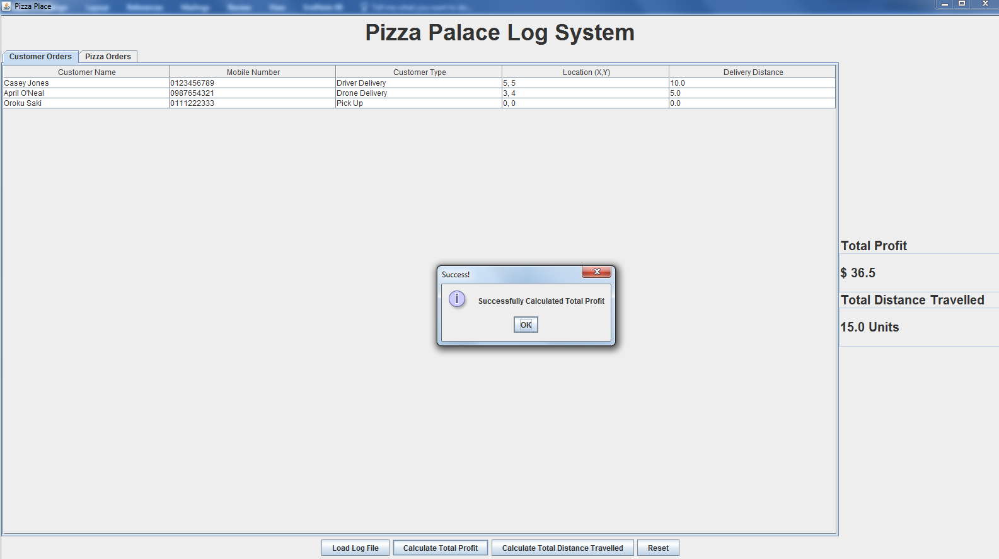 Pizza Place
Pizza Palace Log System
Customer Orders Pizza Orders
Customer Name Mobile Number Customer Type Location (X,Y) Delivery Distance
Casey Jones 0123456789 Driver Delivery 5, 5 10.0
April O'Neal 0987654321 Drone Delivery 3, 4 5.0
Oroku Saki 0111222333 Pick Up 0, 0 0.0
Total Profit
$ 36.5
Total Distance Travelled
15.0 Units
Success!
Successfully Calculated Total Profit
OK
Load Log File Calculate Total Profit Calculate Total Distance Travelled Reset